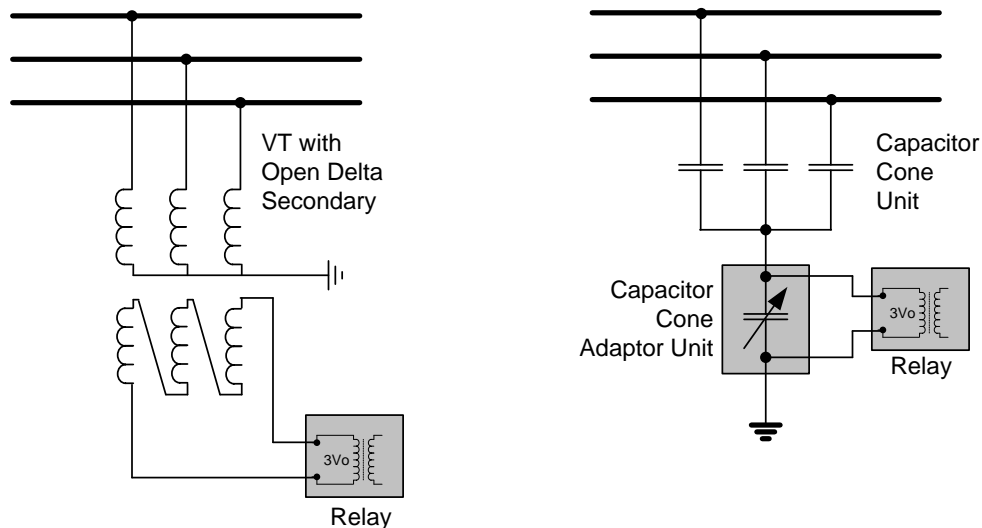 VT with
Open Delta
Secondary
3Vo
Relay
Capacitor
Cone
Unit
Capacitor
Cone
Adaptor Unit
3Vo
Relay